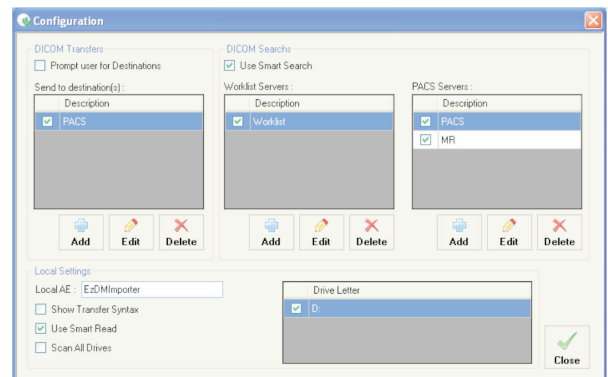 Configuration
DICOM Transfers
Prompt user for Destinations
Send to destination(s) :
Description
PACS
Add Edit Delete
DICOM Searchs
Use Smart Search
Worklist Servers :
Description
Worklist
Add Edit Delete
PACS Servers :
Description
PACS
MR
Add Edit Delete
Local Settings
Local AE : EzDMImporter
Show Transfer Syntax
Use Smart Read
Scan All Drives
Drive Letter
D:
Close